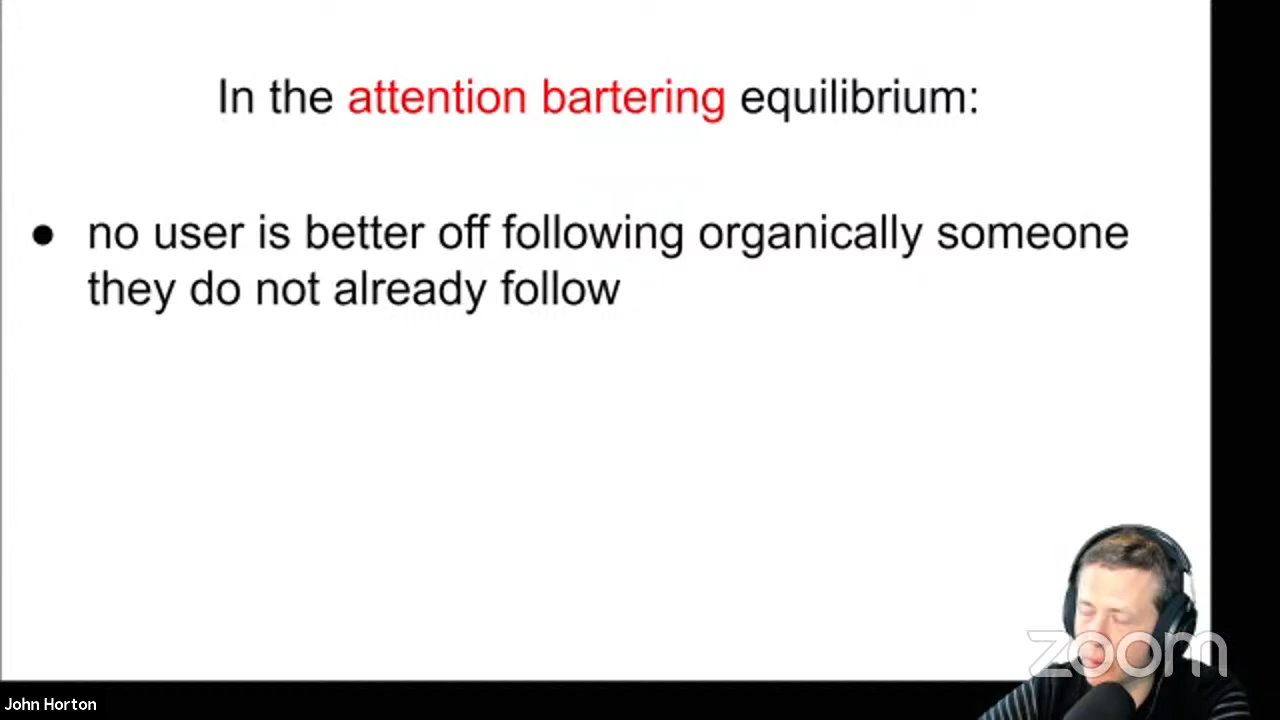 In the attention bartering equilibrium:
● no user is better off following organically someone
they do not already follow
zoom
John Horton